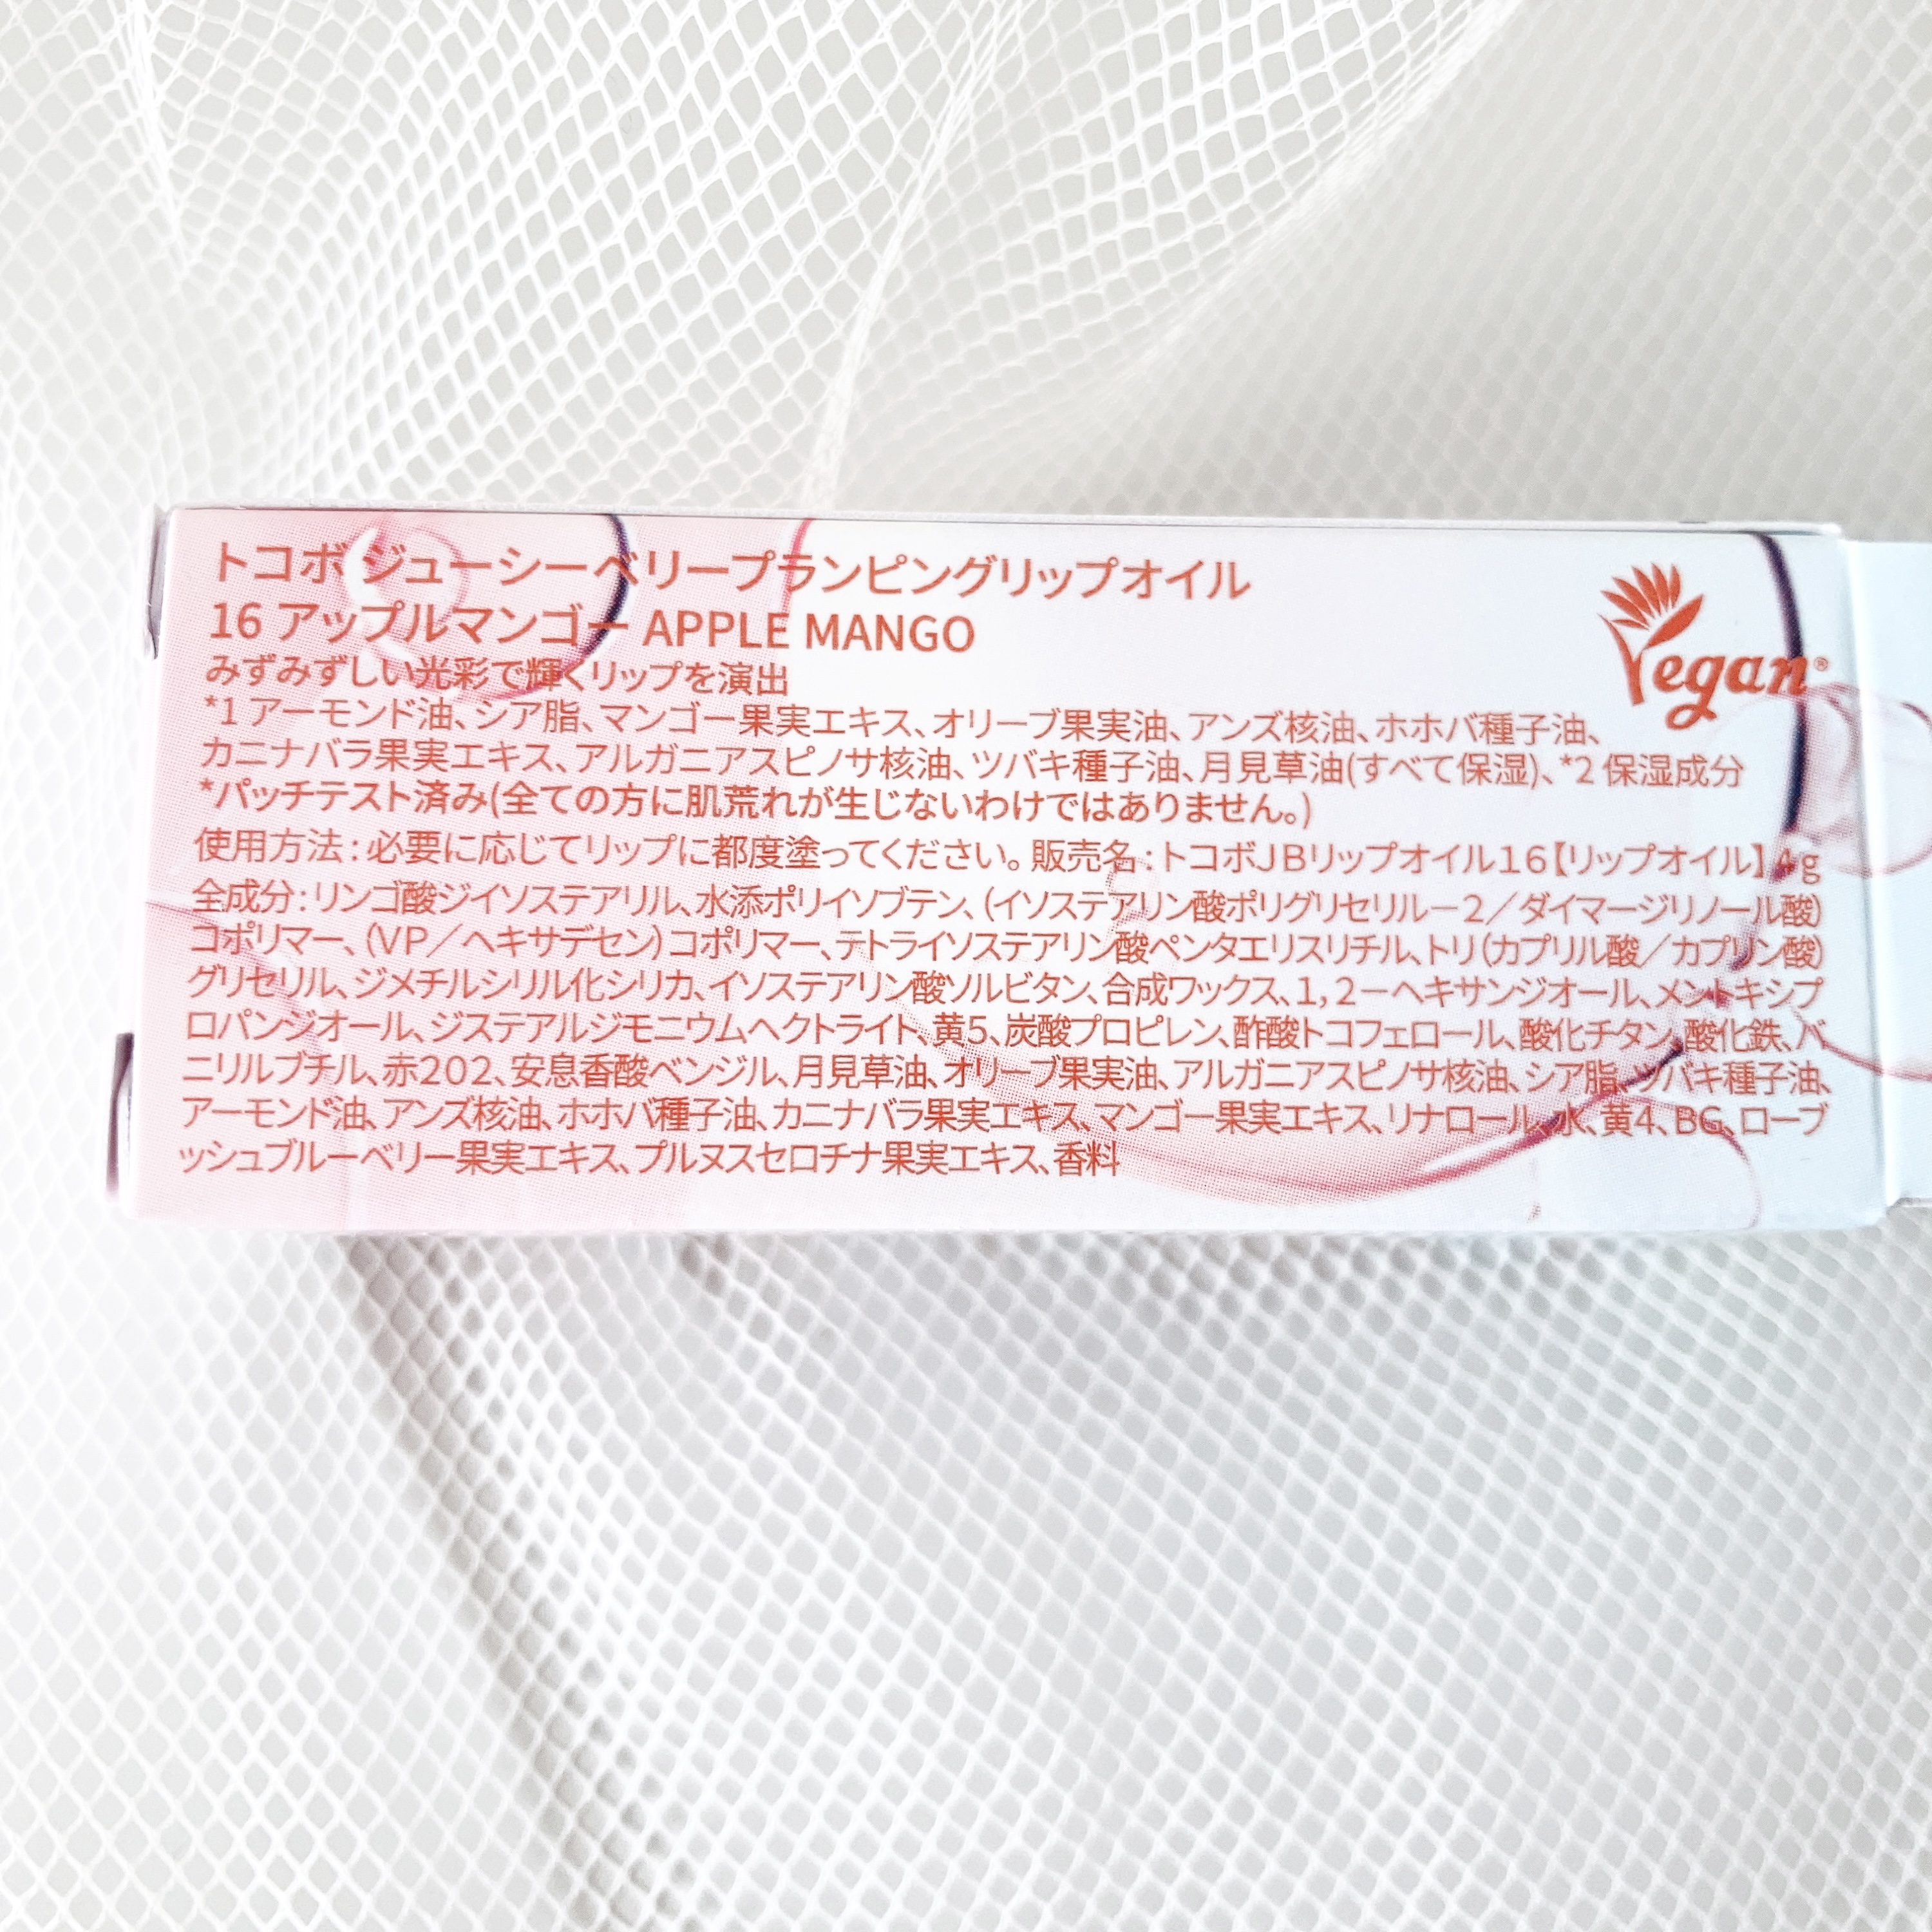 トコボ ジューシーベリープランピングリップオイル
16 アップルマンゴー APPLE MANGO
みずみずしい光彩で輝くリップを演出
*1 アーモンド油、シア脂、マンゴー果実エキス、オリーブ果実油、アンズ核油、ホホバ種子油、
カニナバラ果実エキス、アルガニアスピノサ核油、ツバキ種子油、月見草油(すべて保湿)、*2 保湿成分
*パッチテスト済み(全ての方に肌荒れが生じないわけではありません。)
使用方法：必要に応じてリップに都度塗ってください。販売名：トコボJBリップオイル16【リップオイル】4g
全成分：リンゴ酸ジイソステアリル、水添ポリイソブテン、（イソステアリン酸ポリグリセリル－2／ダイマージリノール酸）
コポリマー、（VP／ヘキサデセン）コポリマー、テトライソステアリン酸ペンタエリスリチル、トリ（カプリル酸／カプリン酸）
グリセリル、ジメチルシリル化シリカ、イソステアリン酸ソルビタン、合成ワックス、1，2－ヘキサンジオール、メントキシプ
ロパンジオール、ジステアルジモニウムヘクトライト、黄5、炭酸プロピレン、酢酸トコフェロール、酸化チタン、酸化鉄、バ
ニリルブチル、赤202、安息香酸ベンジル、月見草油、オリーブ果実油、アルガニアスピノサ核油、シア脂、ツバキ種子油、
アーモンド油、アンズ核油、ホホバ種子油、カニナバラ果実エキス、マンゴー果実エキス、リナロール、水、黄4、BG、ローブ
ッシュブルーベリー果実エキス、プルヌスセロチナ果実エキス、香料
Vegan®